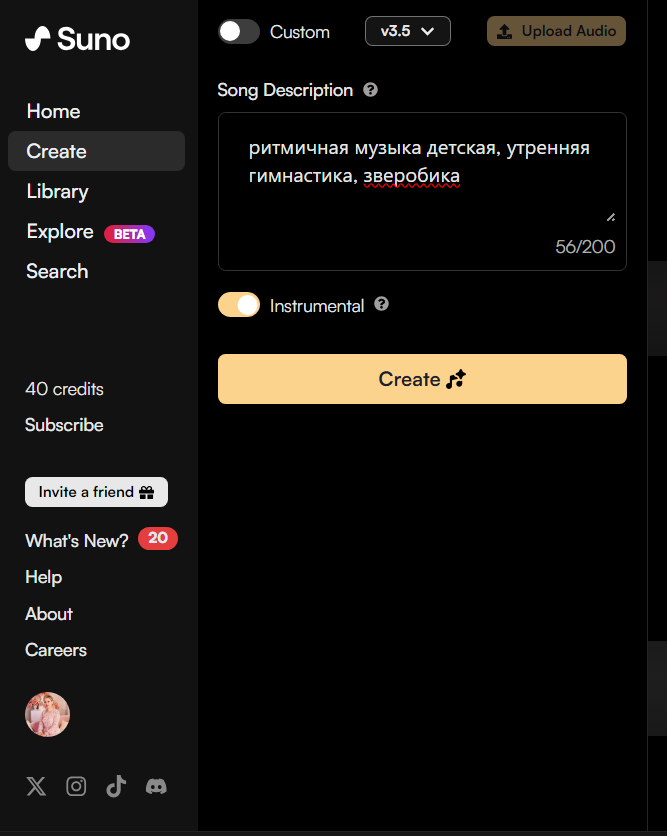 Suno
Home
Create
Library
Explore BETA
Search
40 credits
Subscribe
Invite a friend
What's New? 20
Help
About
Careers
Custom
v3.5
Upload Audio
Song Description ?
ритмичная музыка детская, утренняя
гимнастика, зверобика
56/200
Instrumental ?
Create